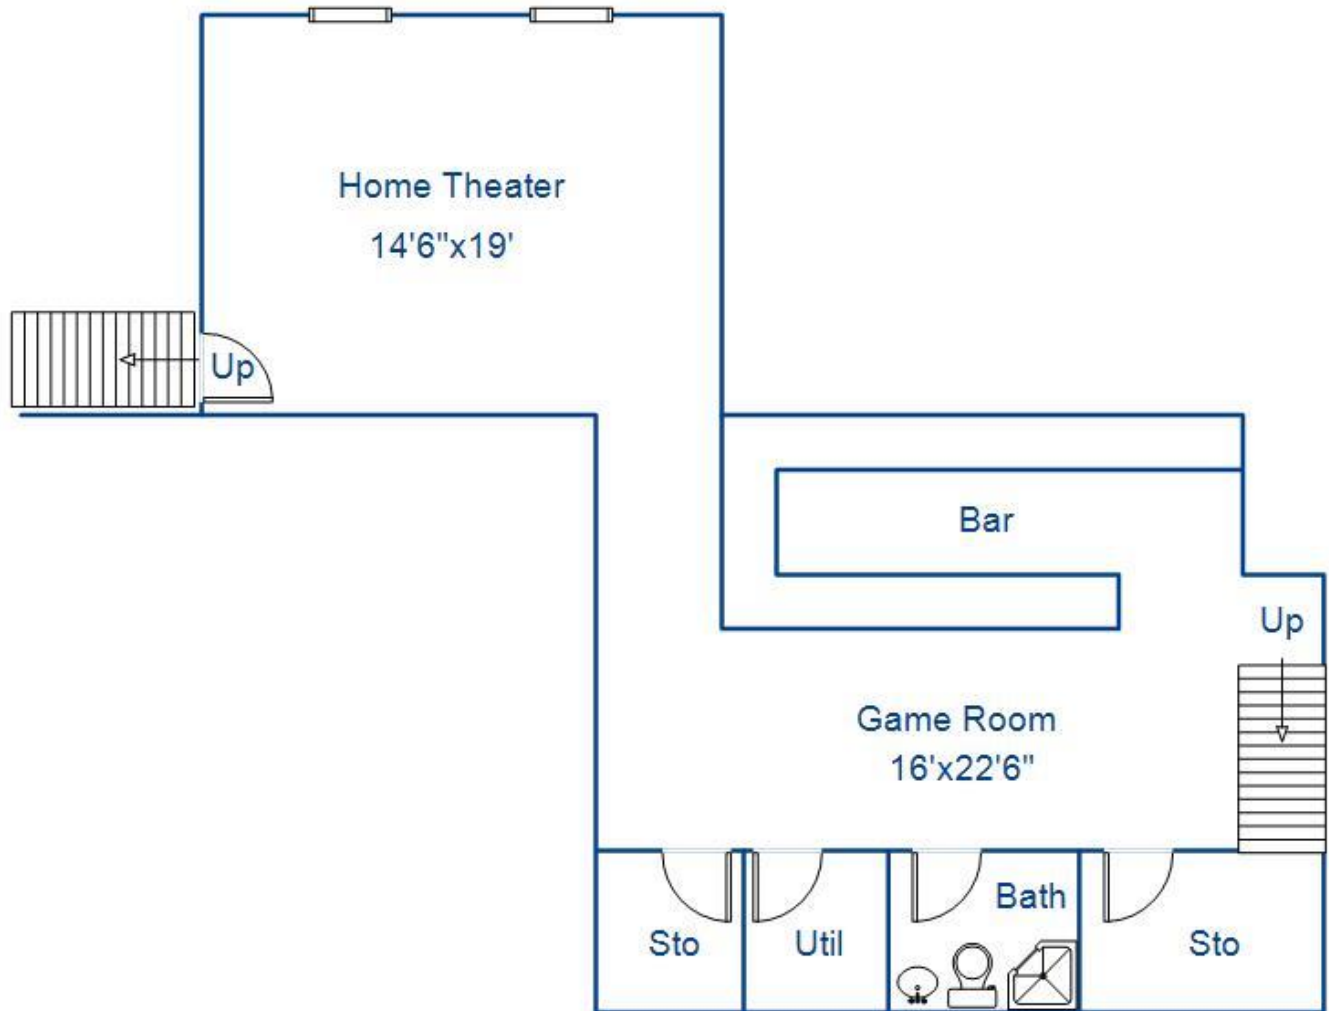 Home Theater
14'6"x19'
Up
Bar
Up
Game Room
16'x22'6"
Bath
Sto
Util
Sto